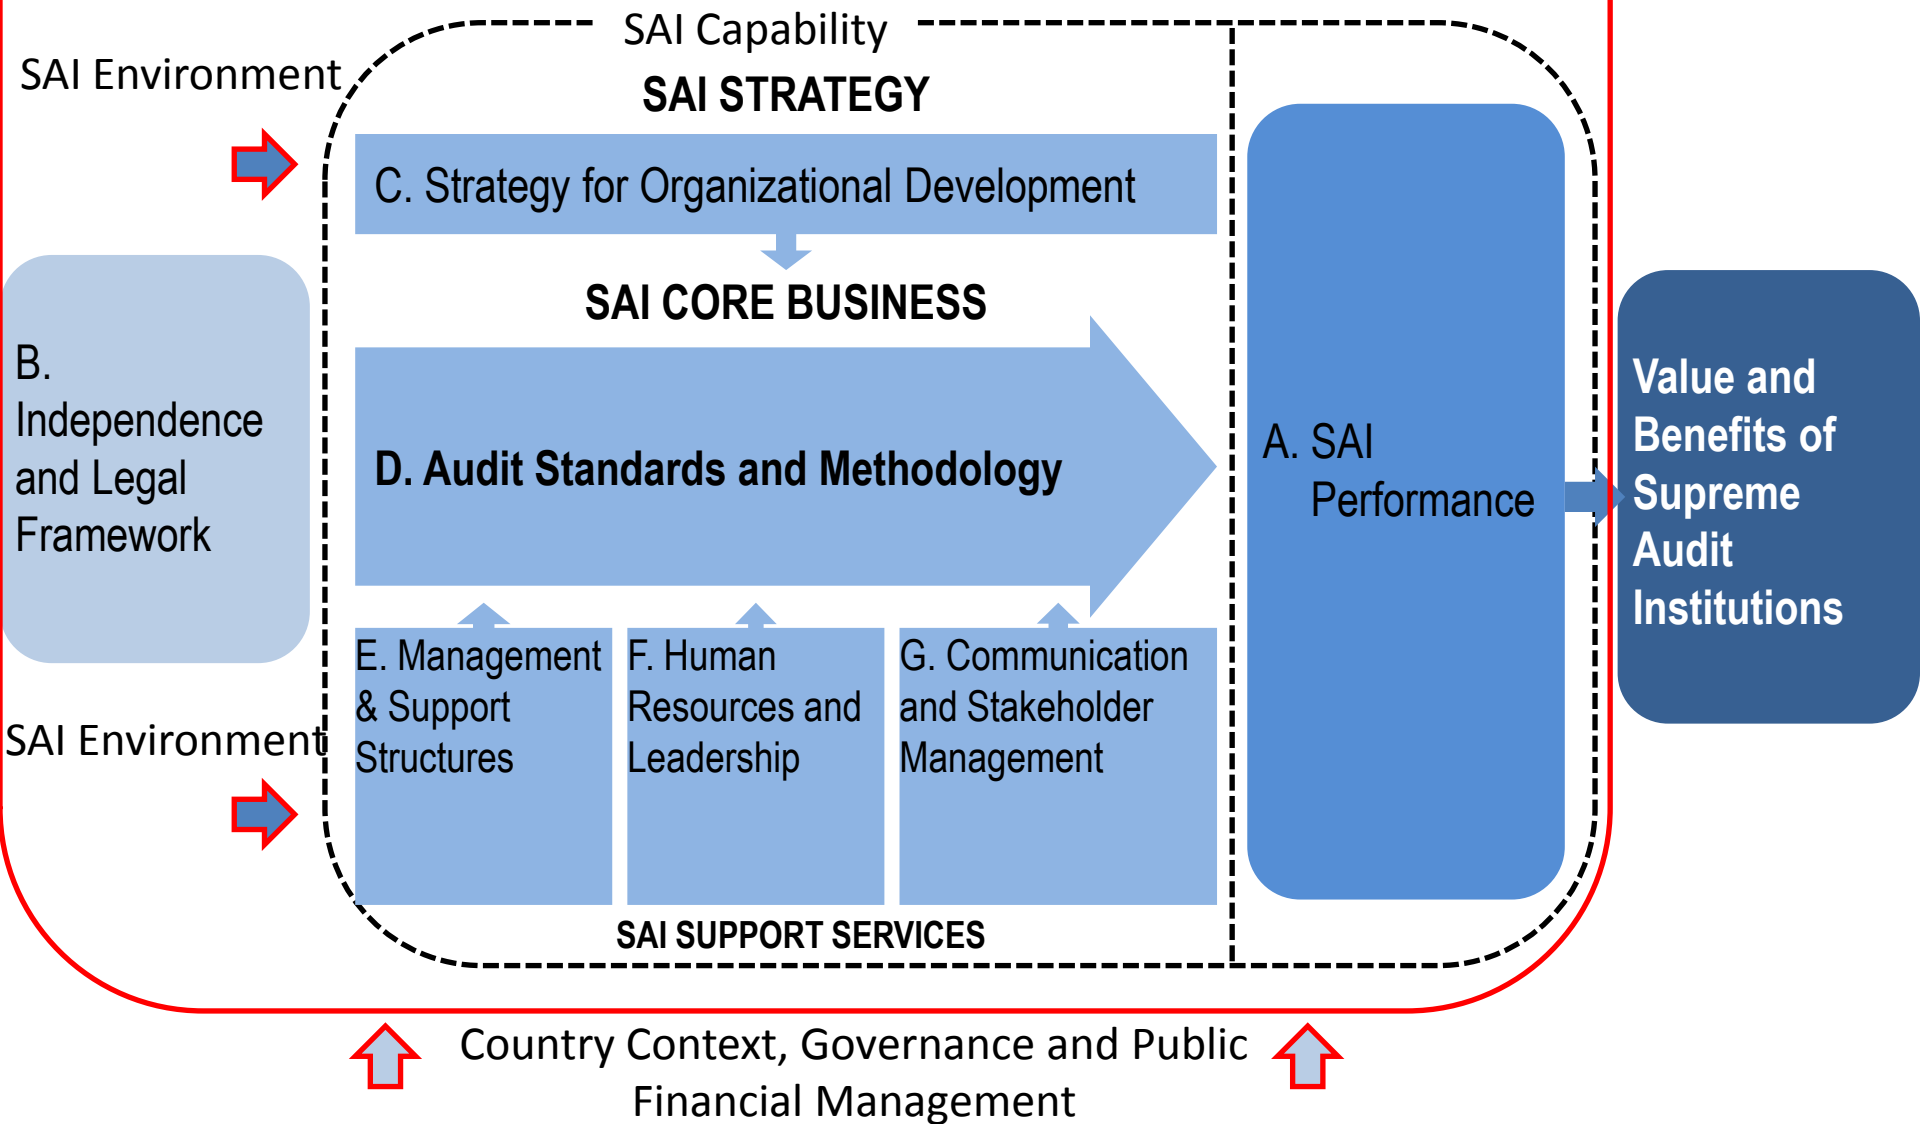 SAI Capability
SAI Environment
SAI STRATEGY
C. Strategy for Organizational Development
SAI CORE BUSINESS
B.
Independence
and Legal
Framework
D. Audit Standards and Methodology
A. SAI
Performance
Value and
Benefits of
Supreme
Audit
Institutions
E. Management
& Support
Structures
F. Human
Resources and
Leadership
G. Communication
and Stakeholder
Management
SAI Environment
SAI SUPPORT SERVICES
Country Context, Governance and Public
Financial Management